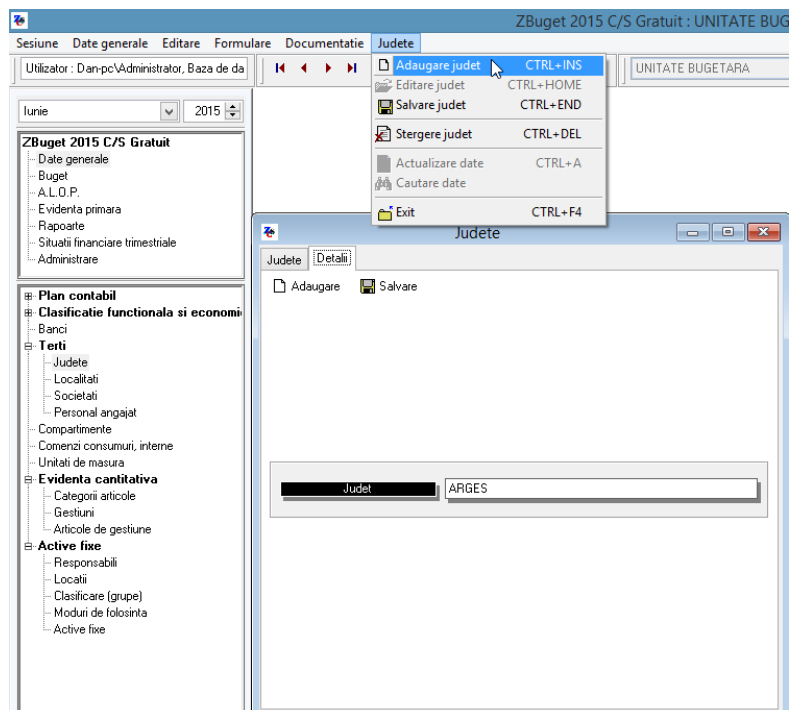 ZBuget 2015 C/S Gratuit : UNITATE BUG
Sesiune Date generale Editare Formulare Documentatie Judete
Utilizator : Dan-pc\Administrator, Baza de da
UNITATE BUGETARA
Adaugare judet CTRL+INS
Editare judet CTRL+HOME
Salvare judet CTRL+END
Stergere judet CTRL+DEL
Actualizare date CTRL+A
Cautare date
Exit CTRL+F4
Iunie 2015
ZBuget 2015 C/S Gratuit
Date generale
Buget
A.L.O.P.
Evidenta primara
Rapoarte
Situatii financiare trimestriale
Administrare
Plan contabil
Clasificatie functionala si economi
Banci
Terti
Judete
Localitati
Societati
Personal angajat
Compartimente
Comenzi consumuri, interne
Unitati de masura
Evidenta cantitativa
Categorii articole
Gestiuni
Articole de gestiune
Active fixe
Responsabili
Locatii
Clasificare (grupe)
Moduri de folosinta
Active fixe
Judete
Judete Detalii
Adaugare Salvare
Judet ARGES